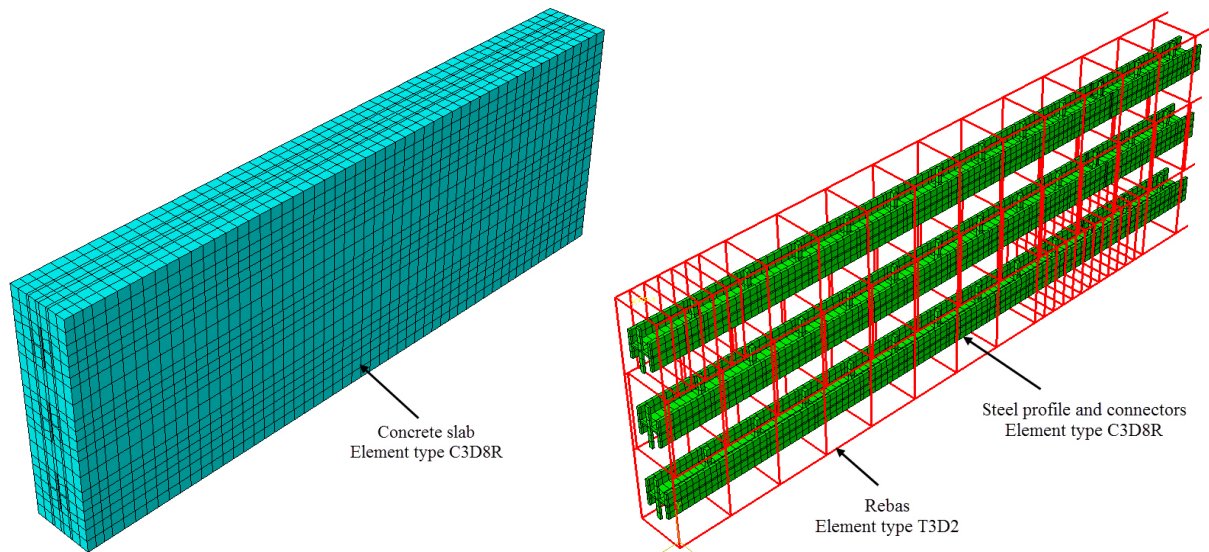 Concrete slab
Element type C3D8R
Steel profile and connectors
Element type C3D8R
Rebas
Element type T3D2